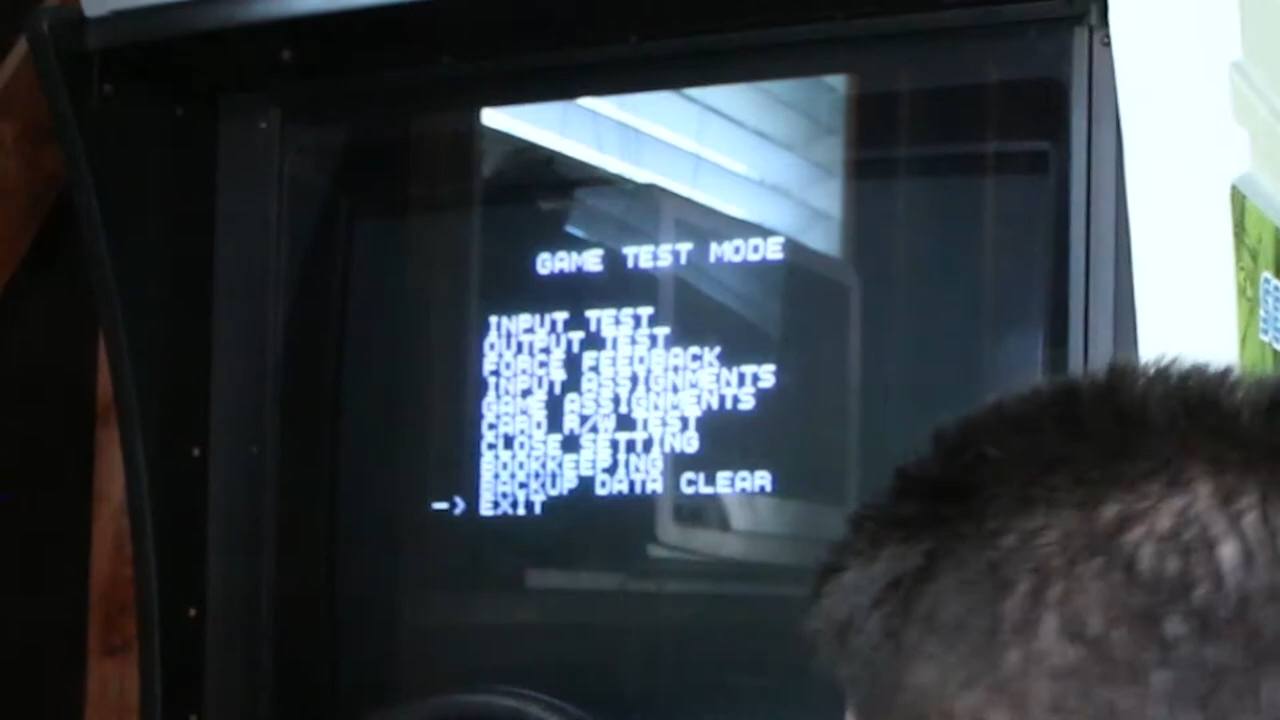 GAME TEST MODE
INPUT TEST
OUTPUT TEST
FORCE FEEDBACK
INPUT ASSIGNMENTS
GAME ASSIGNMENTS
CARD R/W TEST
CLOSE SETTING
BOOKKEEPING
BACKUP DATA CLEAR
-> EXIT